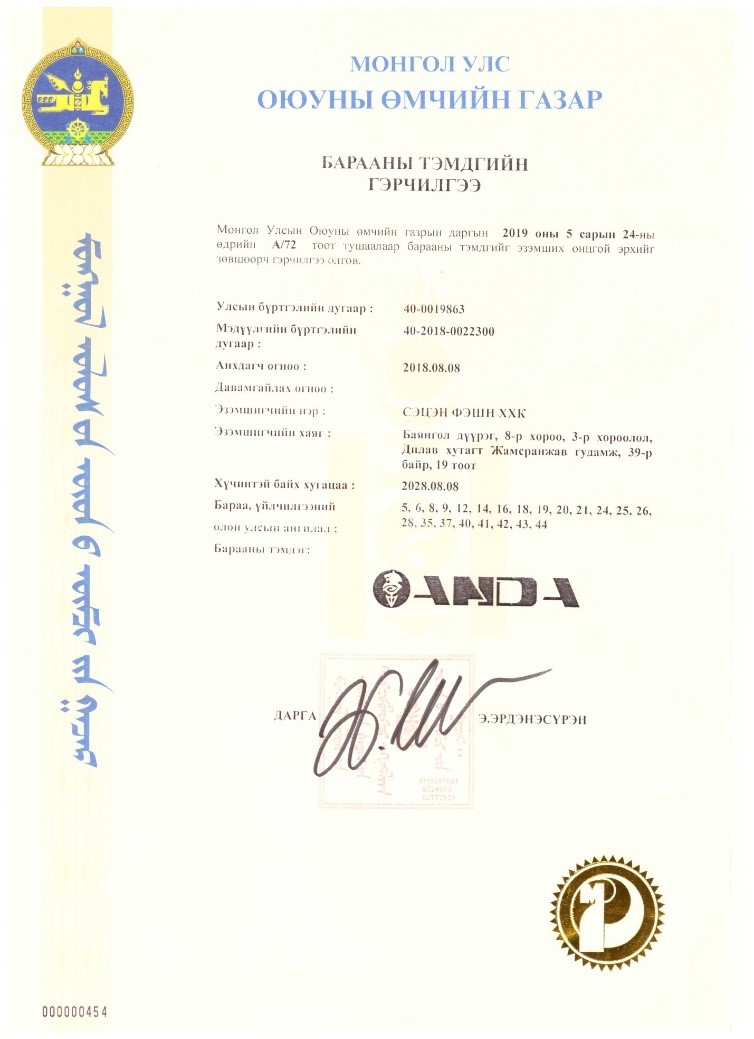 МОНГОЛ УЛС
ОЮУНЫ ӨМЧИЙН ГАЗАР
БАРААНЫ ТЭМДГИЙН
ГЭРЧИЛГЭЭ
Монгол Улсын Оюуны өмчийн газрын даргын 2019 оны 5 сарын 24-ны
өдрийн А/72 тоот тушаалаар барааны тэмдгийг эзэмших онцгой эрхийг
зөвшөөрч гэрчилгээ олгов.
Улсын бүртгэлийн дугаар : 40-0019863
Мэдүүлгийн бүртгэлийн 40-2018-0022300
дугаар :
Анхдагч огноо : 2018.08.08
Давамгайлах огноо :
Эзэмшигчийн нэр : СЭЦЭН ФЭШН ХХК
Эзэмшигчийн хаяг : Баянгол дүүрэг, 8-р хороо, 3-р хороолол,
Дилав хутагт Жамсранжав гудамж, 39-р
байр, 19 тоот
Хүчинтэй байх хугацаа : 2028.08.08
Бараа, үйлчилгээний 5, 6, 8, 9, 12, 14, 16, 18, 19, 20, 21, 24, 25, 26,
олон улсын ангилал : 28, 35, 37, 40, 41, 42, 43, 44
Барааны тэмдэг:
ANDA
ДАРГА Э.ЭРДЭНЭСҮРЭН
000000454